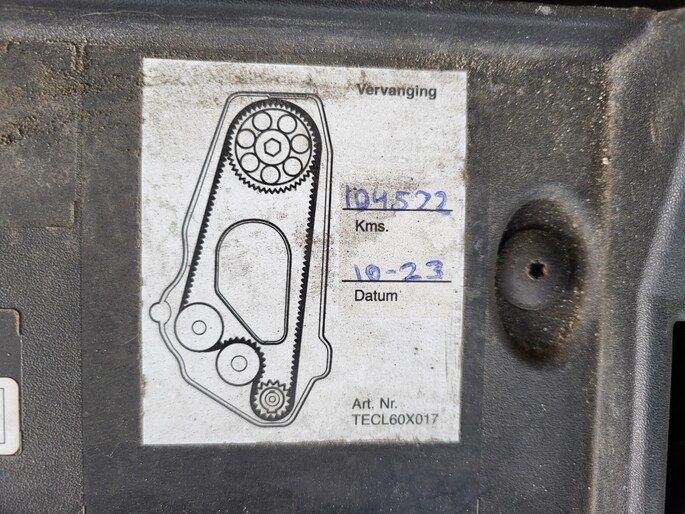 Vervanging
104522
Kms.
10-23
Datum
Art. Nr.
TECL60X017